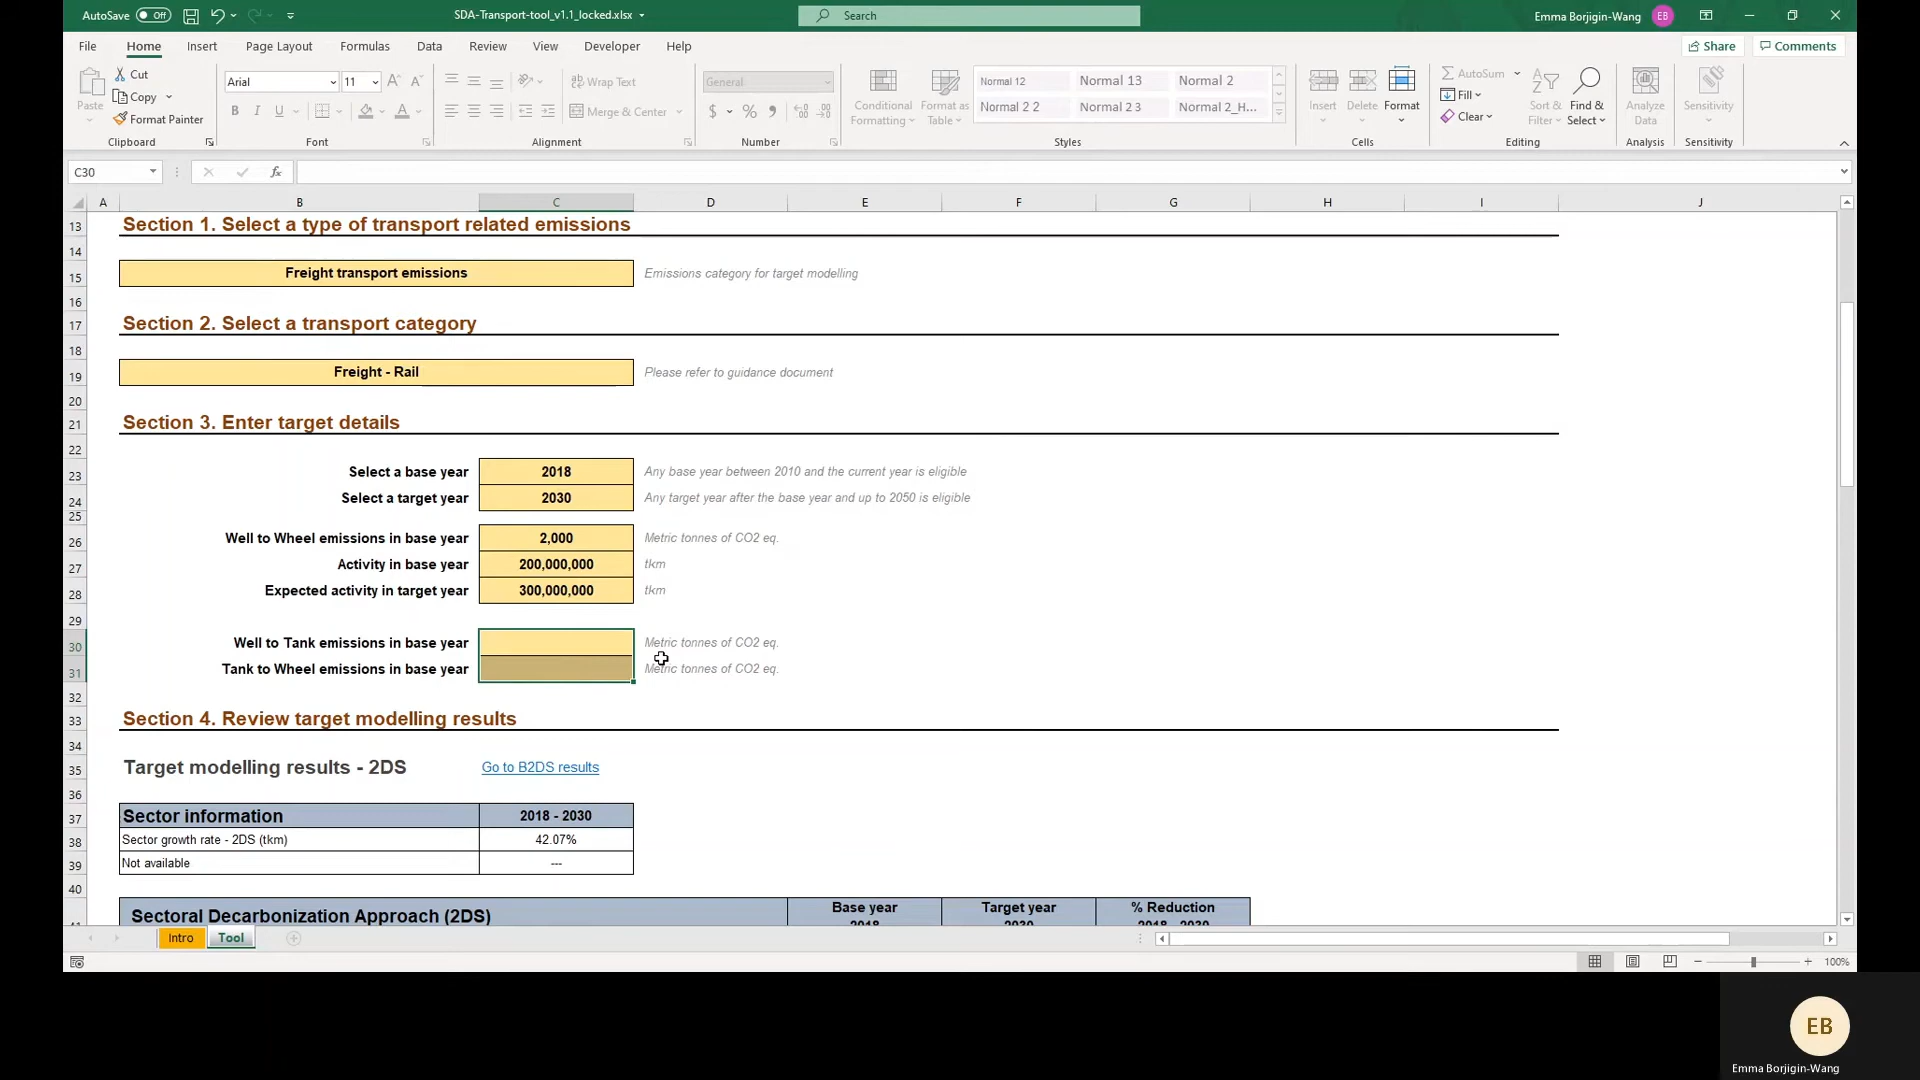 AutoSave Off SDA-Transport-tool_v1.1_locked.xlsx Search Emma Borjigin-Wang EB
File Home Insert Page Layout Formulas Data Review View Developer Help Share Comments
Paste Cut Copy Format Painter Clipboard
Arial 11 B I U Font
Wrap Text Merge & Center Alignment
General $ % Number
Conditional Formatting Format as Table
Normal 12 Normal 13 Normal 2
Normal 2 2 Normal 2 3 Normal 2_H...
Styles
Insert Delete Format Cells
AutoSum Fill Clear Sort & Filter Find & Select Editing
Analyze Data Analysis
Sensitivity Sensitivity
C30 fx
A B C D E F G H I J
13 Section 1. Select a type of transport related emissions
14
15 Freight transport emissions Emissions category for target modelling
16
17 Section 2. Select a transport category
18
19 Freight - Rail Please refer to guidance document
20
21 Section 3. Enter target details
22
23 Select a base year 2018 Any base year between 2010 and the current year is eligible
24 Select a target year 2030 Any target year after the base year and up to 2050 is eligible
25
26 Well to Wheel emissions in base year 2,000 Metric tonnes of CO2 eq.
27 Activity in base year 200,000,000 tkm
28 Expected activity in target year 300,000,000 tkm
29
30 Well to Tank emissions in base year Metric tonnes of CO2 eq.
31 Tank to Wheel emissions in base year Metric tonnes of CO2 eq.
32
33 Section 4. Review target modelling results
34
35 Target modelling results - 2DS Go to B2DS results
36
37 Sector information 2018 - 2030
38 Sector growth rate - 2DS (tkm) 42.07%
39 Not available ---
40
41 Sectoral Decarbonization Approach (2DS) Base year 2018 Target year 2030 % Reduction 2018 - 2030
Intro Tool
100%
EB
Emma Borjigin-Wang